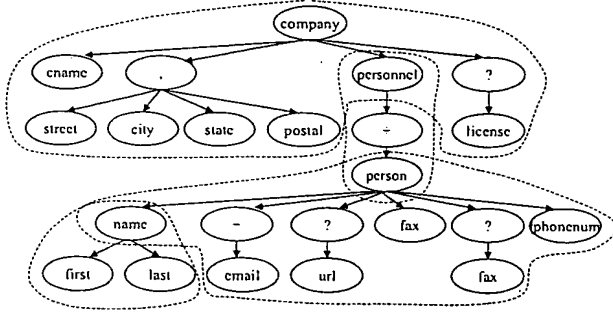 company
cname , personnel ?
street city state postal + license
person
name - ? fax ? phonenum
first last email url fax